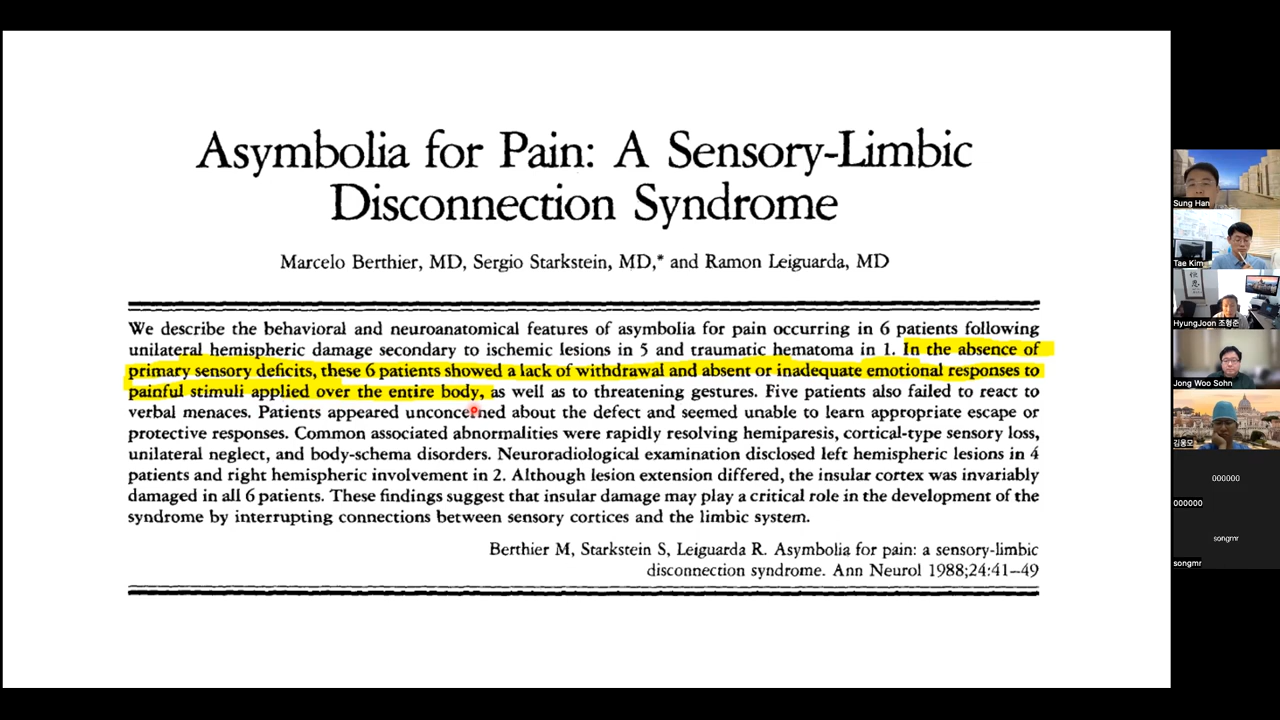 Asymbolia for Pain: A Sensory-Limbic
Disconnection Syndrome
Marcelo Berthier, MD, Sergio Starkstein, MD,* and Ramon Leiguarda, MD
We describe the behavioral and neuroanatomical features of asymbolia for pain occurring in 6 patients following
unilateral hemispheric damage secondary to ischemic lesions in 5 and traumatic hematoma in 1. In the absence of
primary sensory deficits, these 6 patients showed a lack of withdrawal and absent or inadequate emotional responses to
painful stimuli applied over the entire body, as well as to threatening gestures. Five patients also failed to react to
verbal menaces. Patients appeared unconcerned about the defect and seemed unable to learn appropriate escape or
protective responses. Common associated abnormalities were rapidly resolving hemiparesis, cortical-type sensory loss,
unilateral neglect, and body-schema disorders. Neuroradiological examination disclosed left hemispheric lesions in 4
patients and right hemispheric involvement in 2. Although lesion extension differed, the insular cortex was invariably
damaged in all 6 patients. These findings suggest that insular damage may play a critical role in the development of the
syndrome by interrupting connections between sensory cortices and the limbic system.
Berthier M, Starkstein S, Leiguarda R. Asymbolia for pain: a sensory-limbic
disconnection syndrome. Ann Neurol 1988;24:41–49
Sung Han
Tae Kim
HyungJoon 조형준
Jong Woo Sohn
000000
000000
songmr
songmr